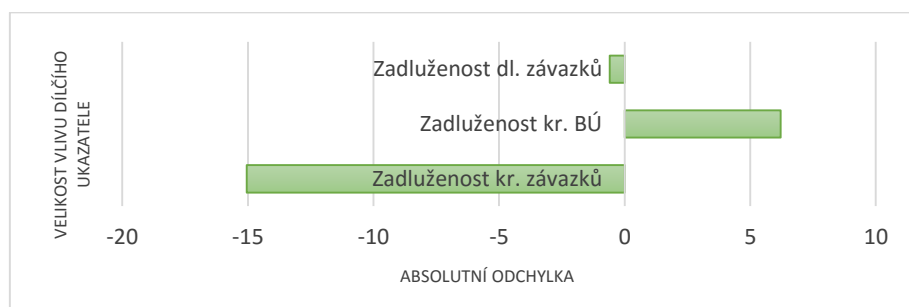 VELIKOST VLIVU DÍLČÍHO
UKAZATELE
Zadluženost dl. závazků
Zadluženost kr. BÚ
Zadluženost kr. závazků
-20 -15 -10 -5 0 5 10
ABSOLUTNÍ ODCHYLKA